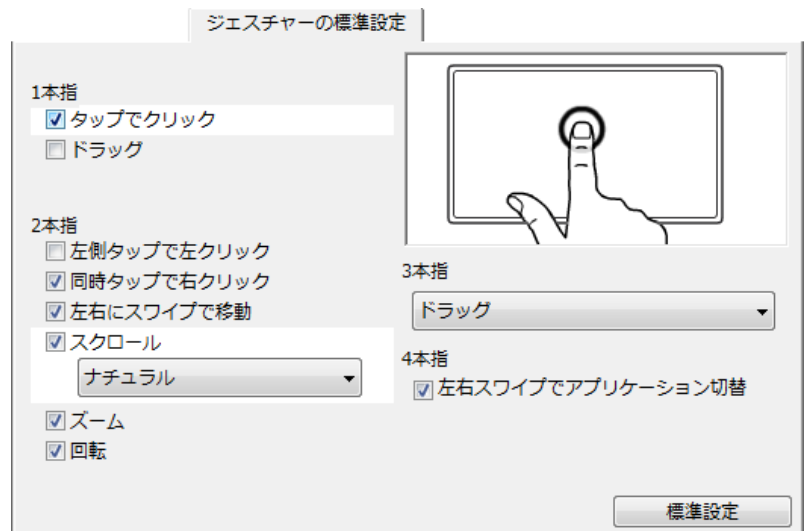 ジェスチャーの標準設定
1本指
タップでクリック
ドラッグ
2本指
左側タップで左クリック
同時タップで右クリック
左右にスワイプで移動
スクロール
ナチュラル
ズーム
回転
3本指
ドラッグ
4本指
左右スワイプでアプリケーション切替
標準設定